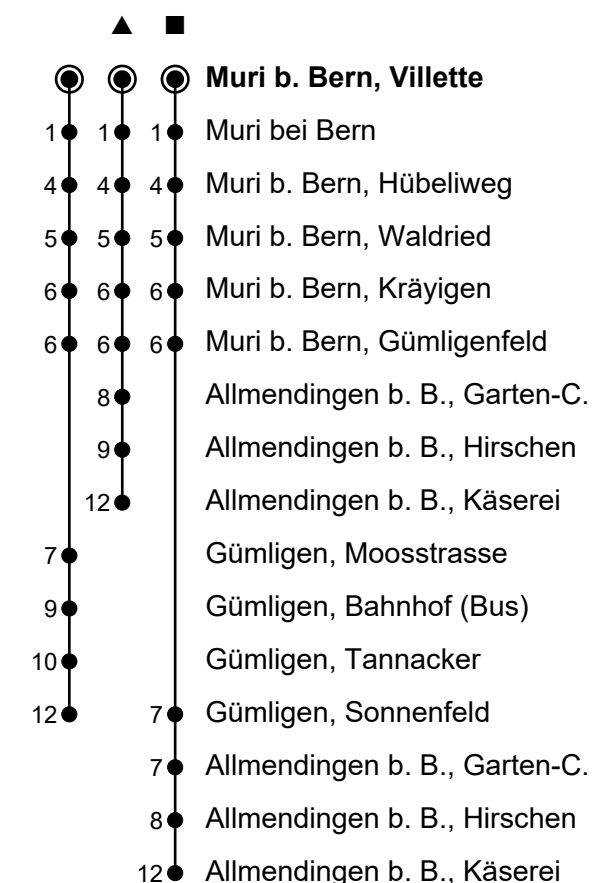 ▲ ■
Muri b. Bern, Villette
1 1 1 Muri bei Bern
4 4 4 Muri b. Bern, Hübeliweg
5 5 5 Muri b. Bern, Waldried
6 6 6 Muri b. Bern, Kräyigen
6 6 6 Muri b. Bern, Gümligenfeld
8 Allmendingen b. B., Garten-C.
9 Allmendingen b. B., Hirschen
12 Allmendingen b. B., Käserei
7 Gümligen, Moosstrasse
9 Gümligen, Bahnhof (Bus)
10 Gümligen, Tannacker
12 7 Gümligen, Sonnenfeld
7 Allmendingen b. B., Garten-C.
8 Allmendingen b. B., Hirschen
12 Allmendingen b. B., Käserei